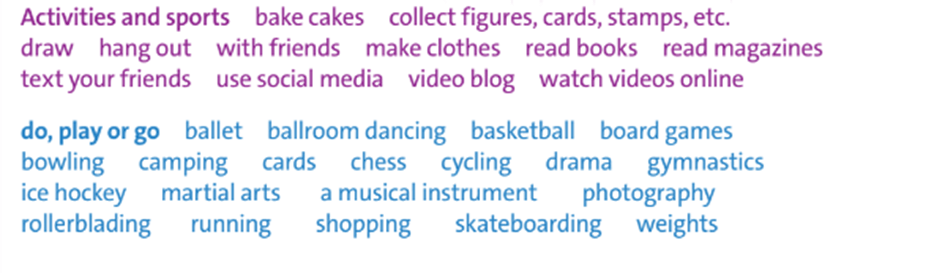 Activities and sports bake cakes collect figures, cards, stamps, etc.
draw hang out with friends make clothes read books read magazines
text your friends use social media video blog watch videos online
do, play or go ballet ballroom dancing basketball board games
bowling camping cards chess cycling drama gymnastics
ice hockey martial arts a musical instrument photography
rollerblading running shopping skateboarding weights